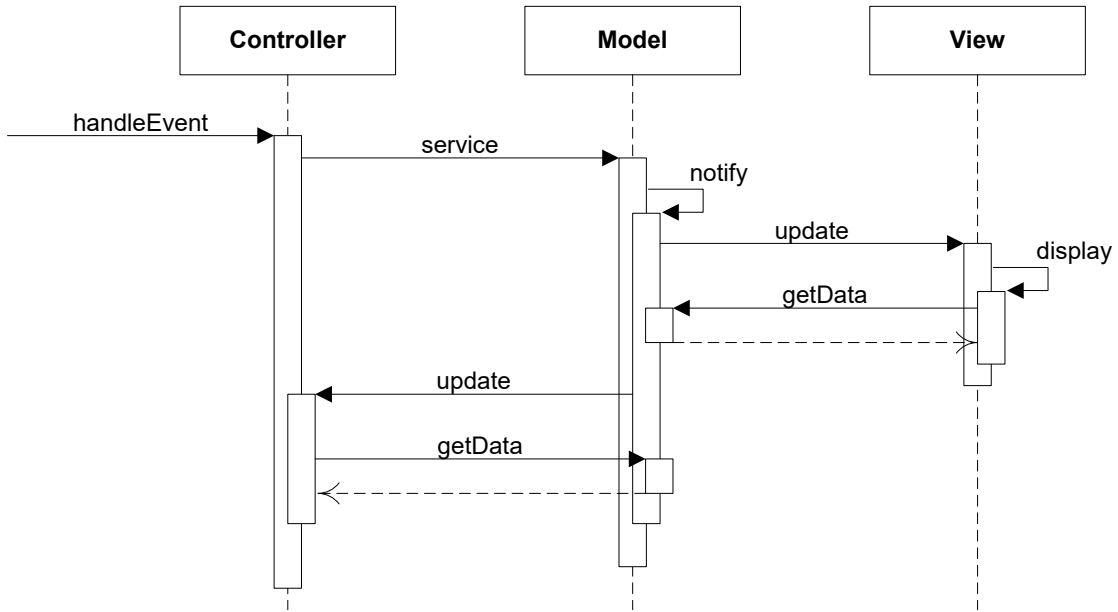 Controller
Model
View
handleEvent
service
notify
update
display
getData
update
getData